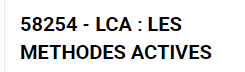 58254 - LCA : LES
METHODES ACTIVES